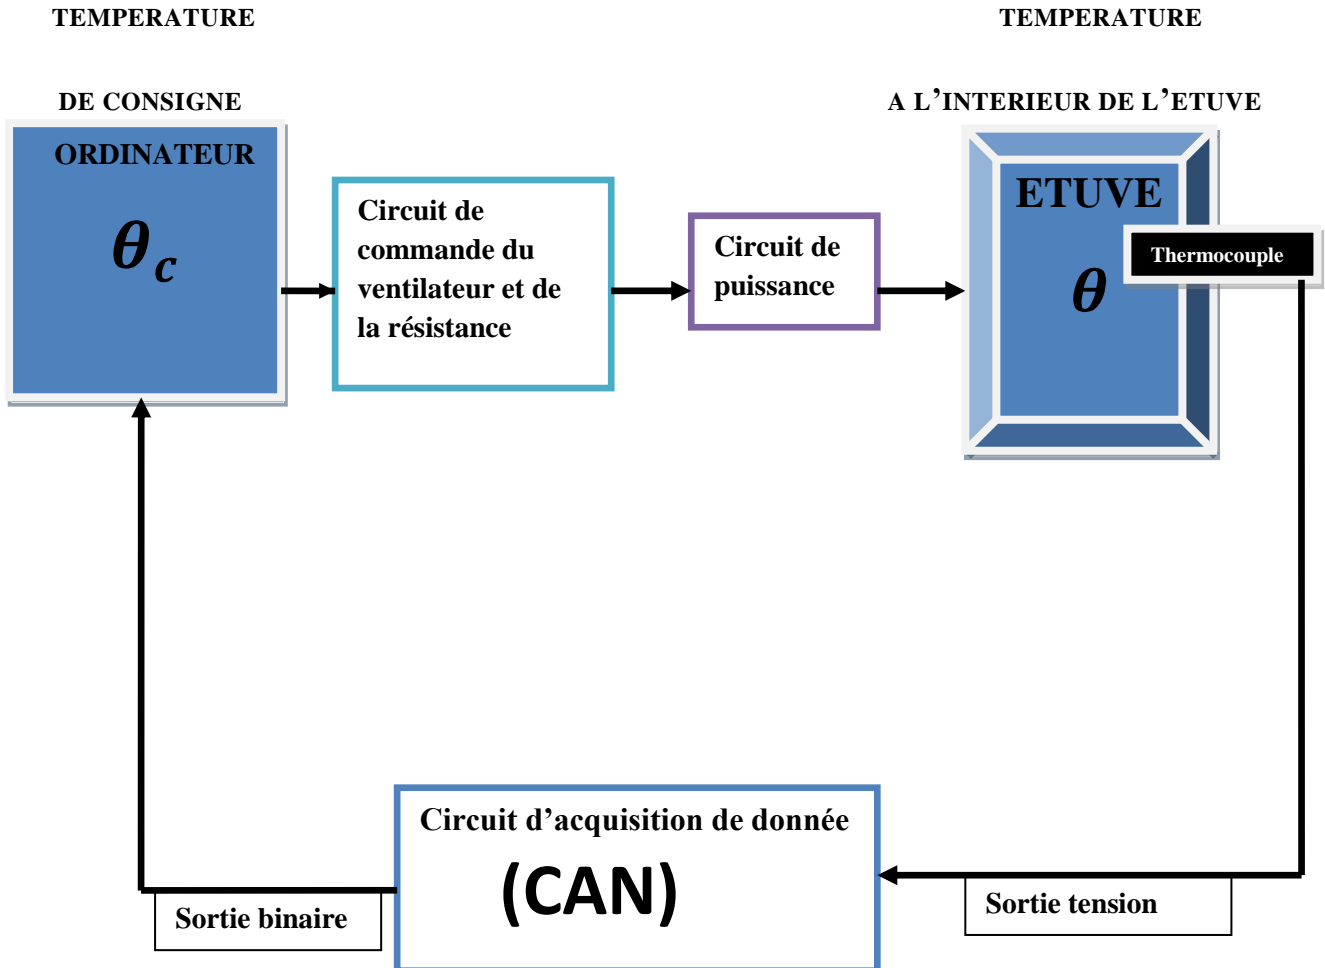 TEMPERATURE
DE CONSIGNE
ORDINATEUR
θc
Circuit de
commande du
ventilateur et de
la résistance
Circuit de
puissance
TEMPERATURE
A L’INTERIEUR DE L’ETUVE
ETUVE
θ
Thermocouple
Circuit d’acquisition de donnée
(CAN)
Sortie binaire
Sortie tension